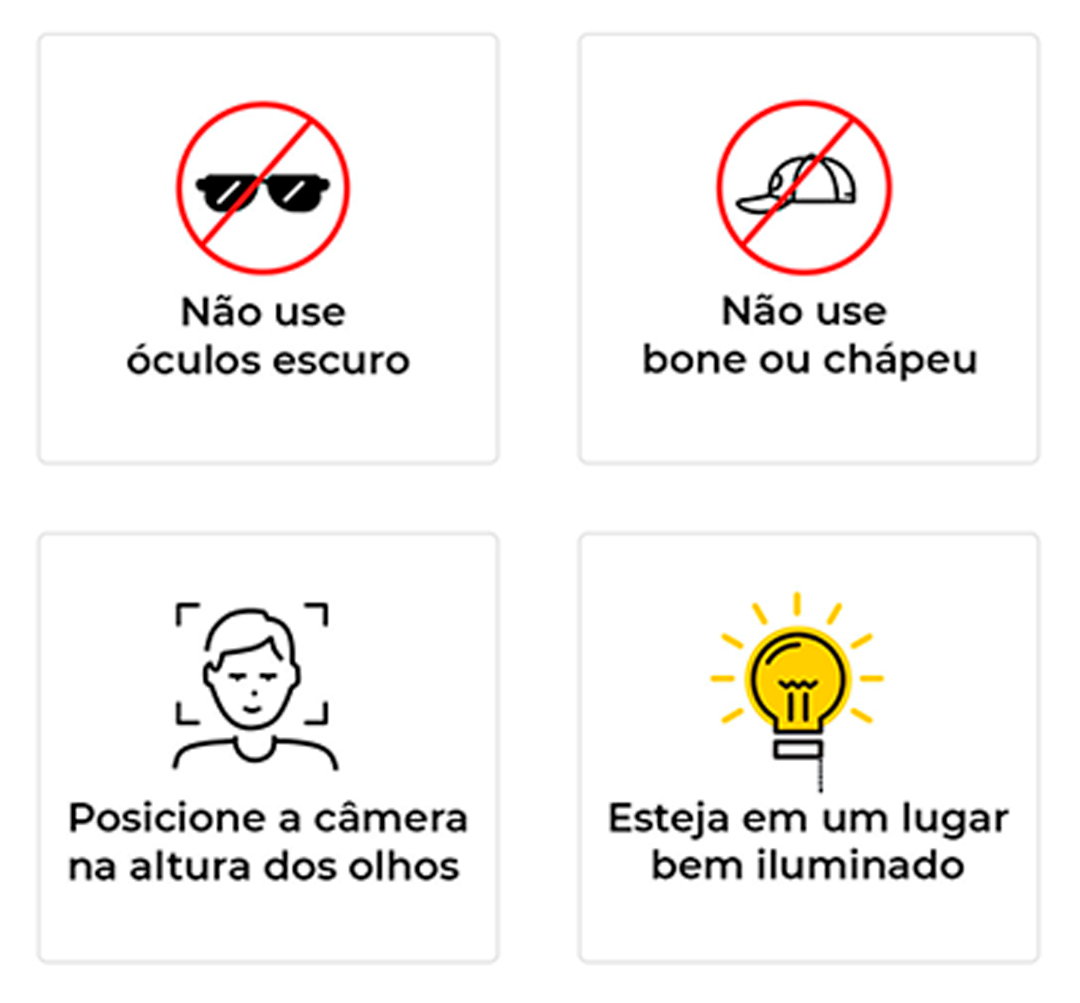 Não use
óculos escuro
Não use
bone ou chápeu
Posicione a câmera
na altura dos olhos
Esteja em um lugar
bem iluminado